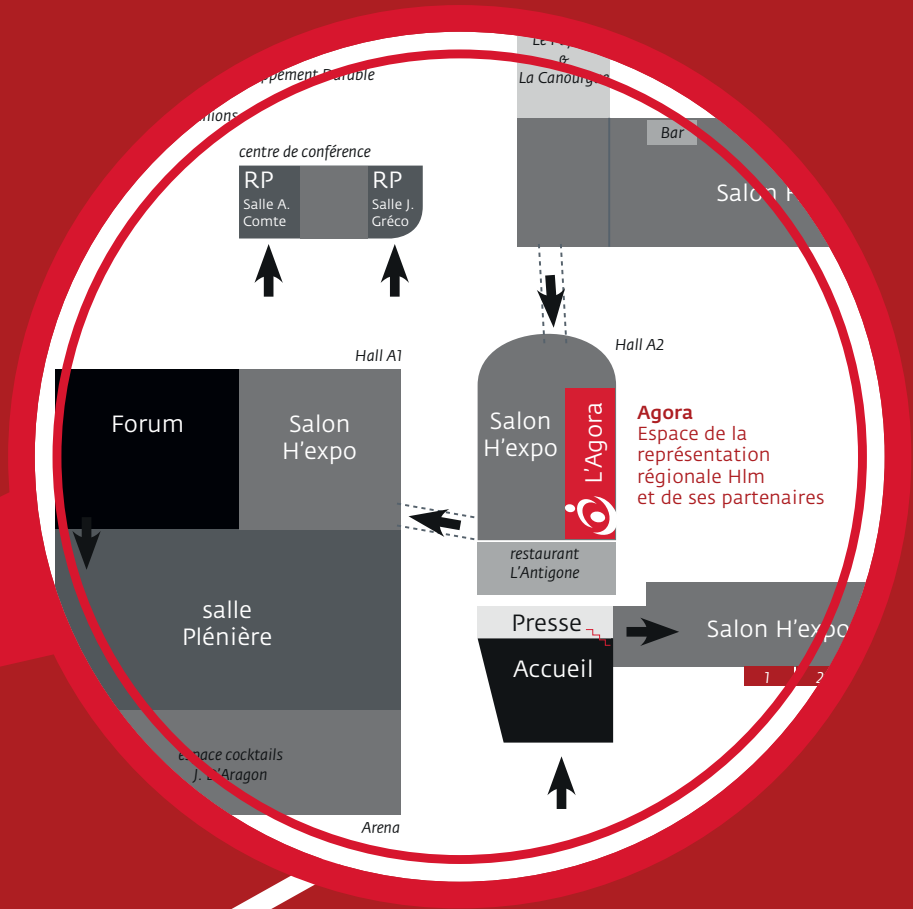 &
La Canourgue
Durable
Bar
centre de conférence
RP
Salle A.
Comte
RP
Salle J.
Gréco
Salon
Hall A1
Hall A2
Forum
Salon
H'expo
Salon
H'expo
L'Agora
Agora
Espace de la
représentation
régionale Hlm
et de ses partenaires
restaurant
L'Antigone
salle
Plénière
Presse
Salon H'expo
Accueil
1
2
espace cocktails
J. D'Aragon
Arena